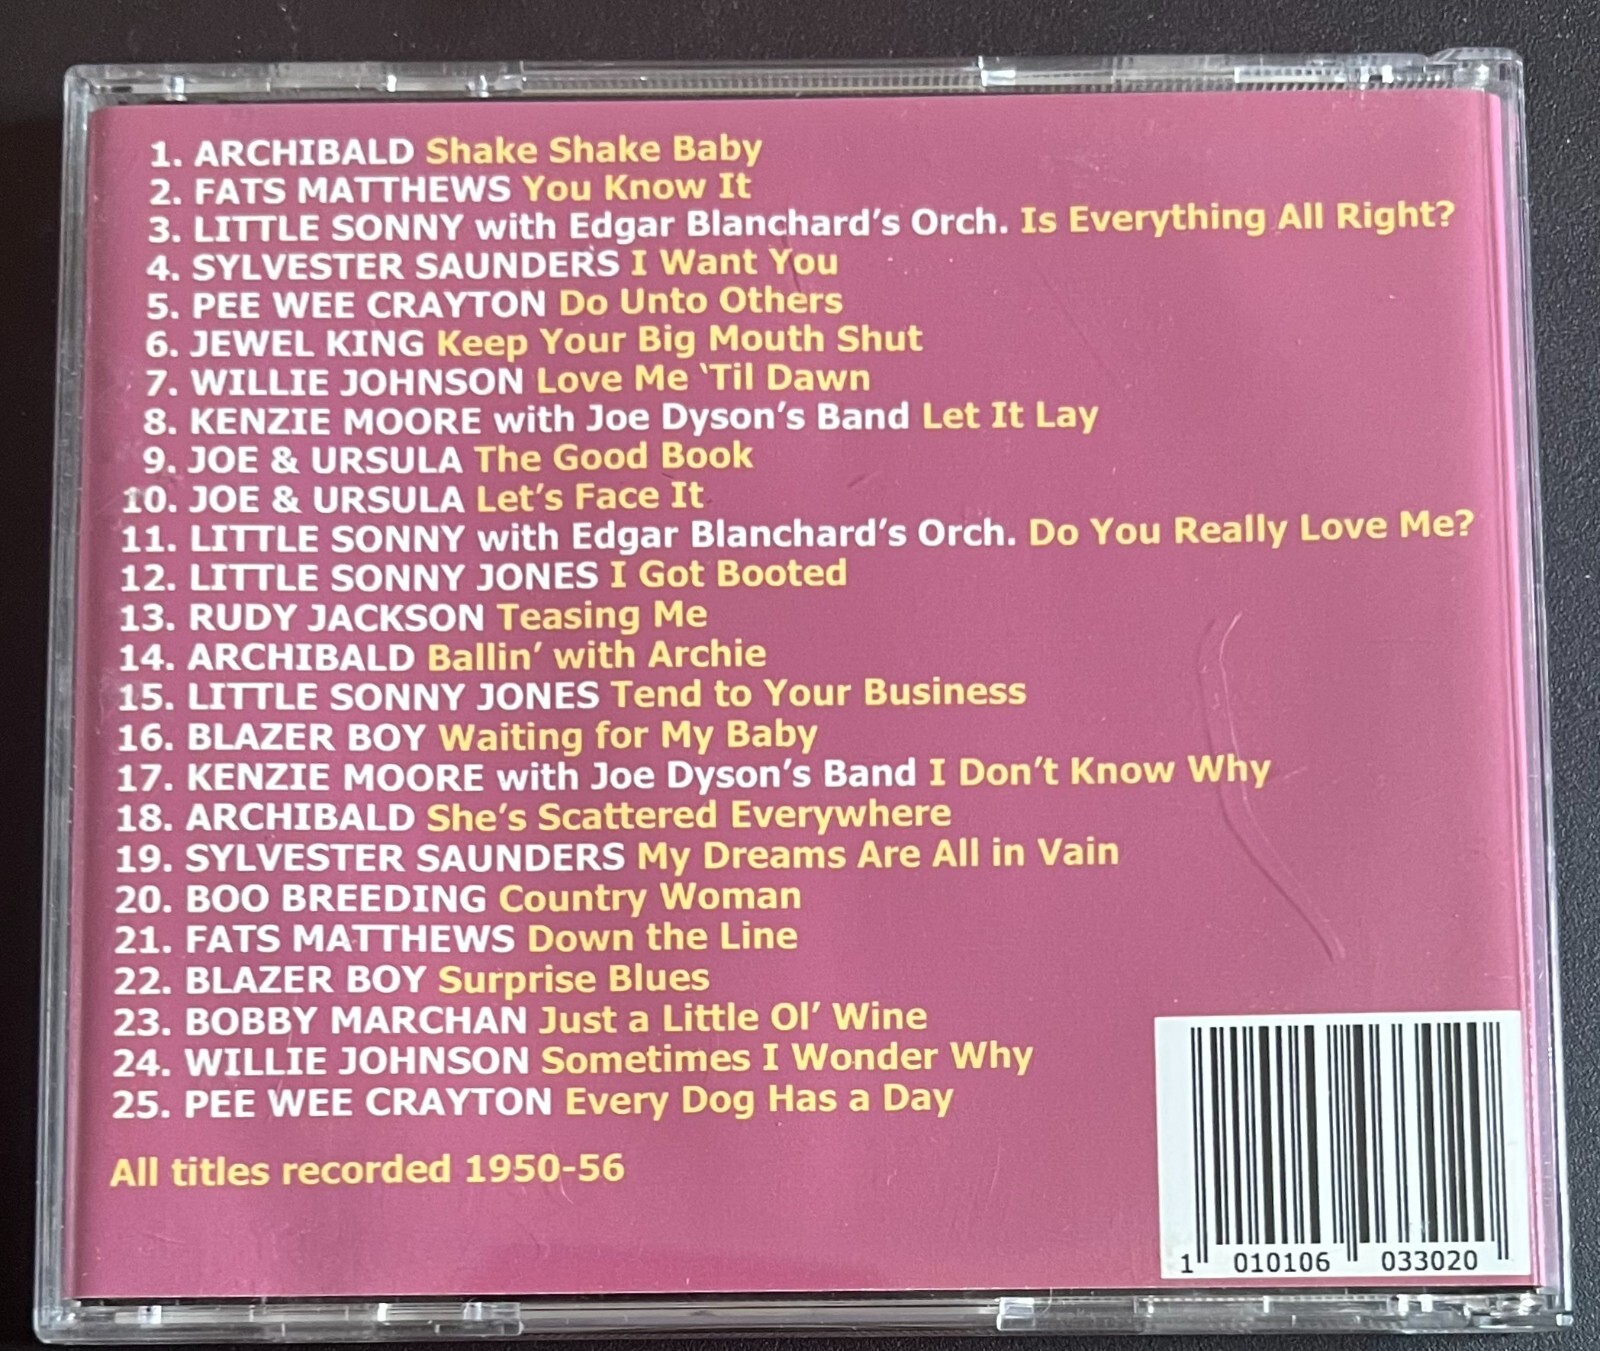 1. ARCHIBALD Shake Shake Baby
2. FATS MATTHEWS You Know It
3. LITTLE SONNY with Edgar Blanchard's Orch. Is Everything All Right?
4. SYLVESTER SAUNDERS I Want You
5. PEE WEE CRAYTON Do Unto Others
6. JEWEL KING Keep Your Big Mouth Shut
7. WILLIE JOHNSON Love Me 'Til Dawn
8. KENZIE MOORE with Joe Dyson's Band Let It Lay
9. JOE & URSULA The Good Book
10. JOE & URSULA Let's Face It
11. LITTLE SONNY with Edgar Blanchard's Orch. Do You Really Love Me?
12. LITTLE SONNY JONES I Got Booted
13. RUDY JACKSON Teasing Me
14. ARCHIBALD Ballin' with Archie
15. LITTLE SONNY JONES Tend to Your Business
16. BLAZER BOY Waiting for My Baby
17. KENZIE MOORE with Joe Dyson's Band I Don't Know Why
18. ARCHIBALD She's Scattered Everywhere
19. SYLVESTER SAUNDERS My Dreams Are All in Vain
20. BOO BREEDING Country Woman
21. FATS MATTHEWS Down the Line
22. BLAZER BOY Surprise Blues
23. BOBBY MARCHAN Just a Little Ol' Wine
24. WILLIE JOHNSON Sometimes I Wonder Why
25. PEE WEE CRAYTON Every Dog Has a Day
All titles recorded 1950-56
1 010106 033020